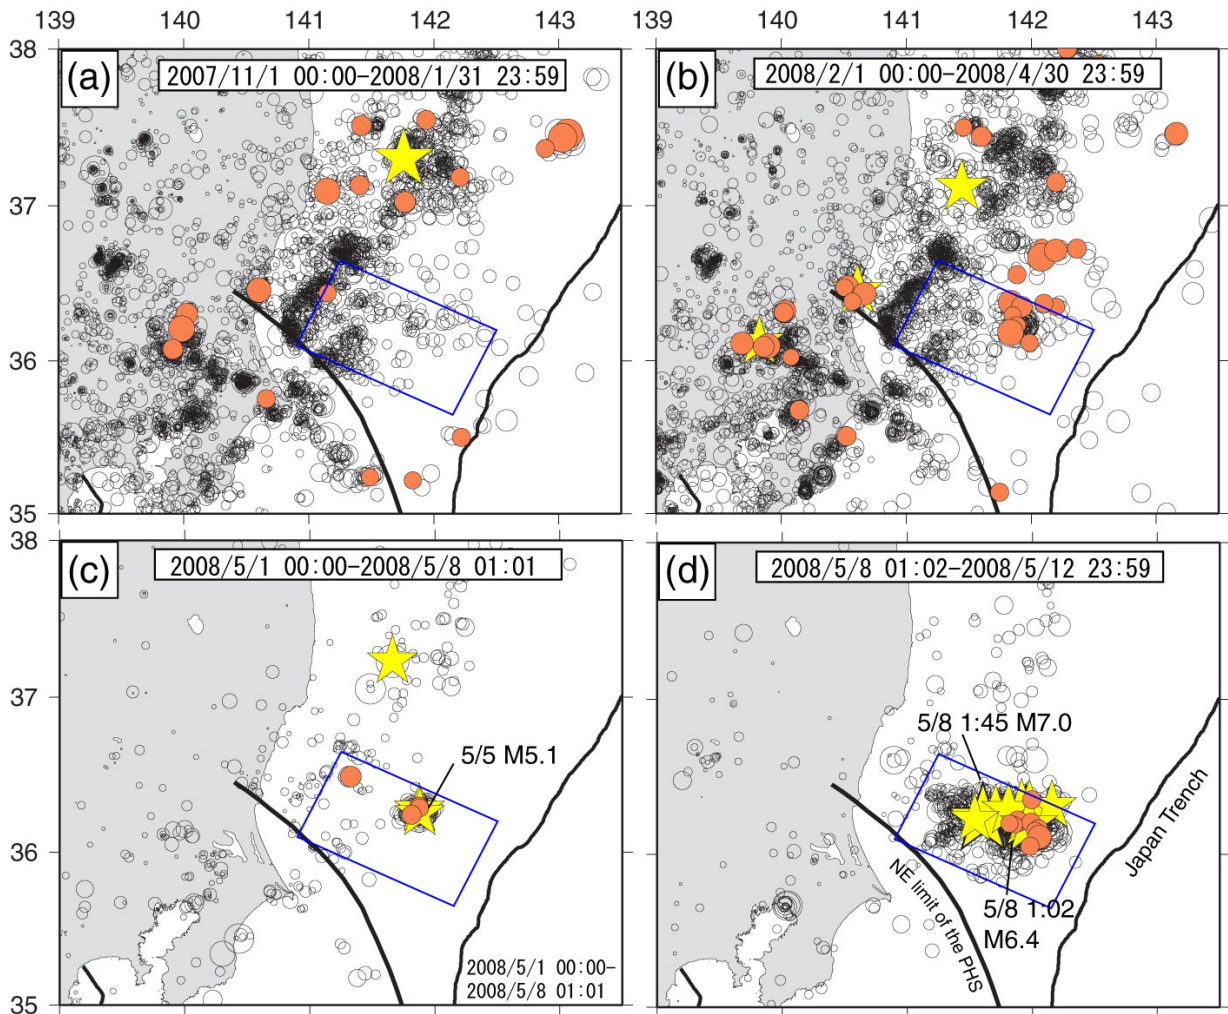 139 140 141 142 143
139 140 141 142 143
38
37
36
35
(a)
2007/11/1 00:00-2008/1/31 23:59
38
37
36
35
(b)
2008/2/1 00:00-2008/4/30 23:59
38
37
36
35
(c)
2008/5/1 00:00-2008/5/8 01:01
5/5 M5.1
2008/5/1 00:00-
2008/5/8 01:01
(d)
2008/5/8 01:02-2008/5/12 23:59
5/8 1:45 M7.0
Japan Trench
NE limit of the PHS
5/8 1:02
M6.4